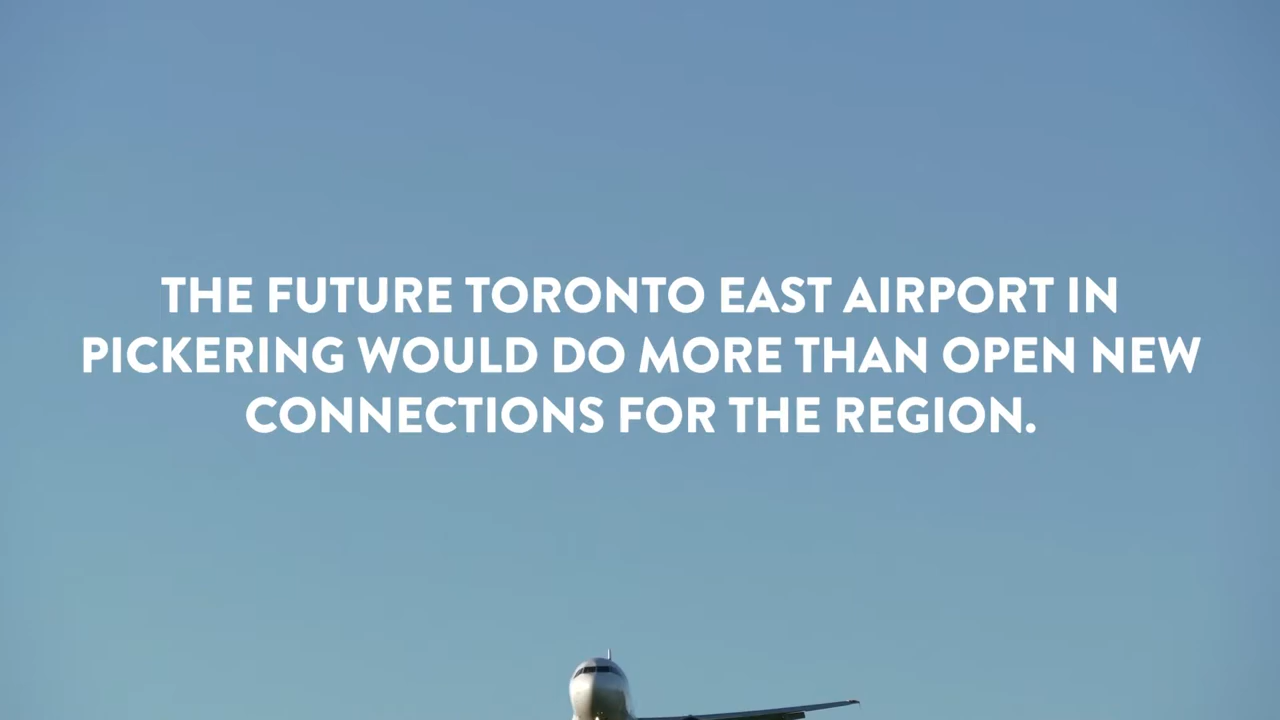 THE FUTURE TORONTO EAST AIRPORT IN
PICKERING WOULD DO MORE THAN OPEN NEW
CONNECTIONS FOR THE REGION.